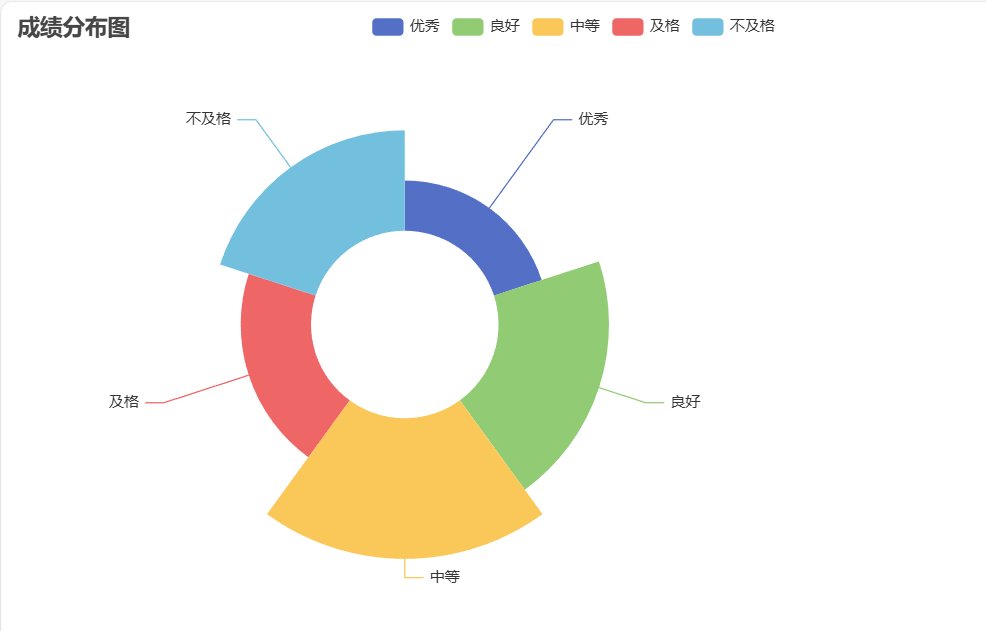 成绩分布图
优秀 良好 中等 及格 不及格
不及格
优秀
及格
良好
中等